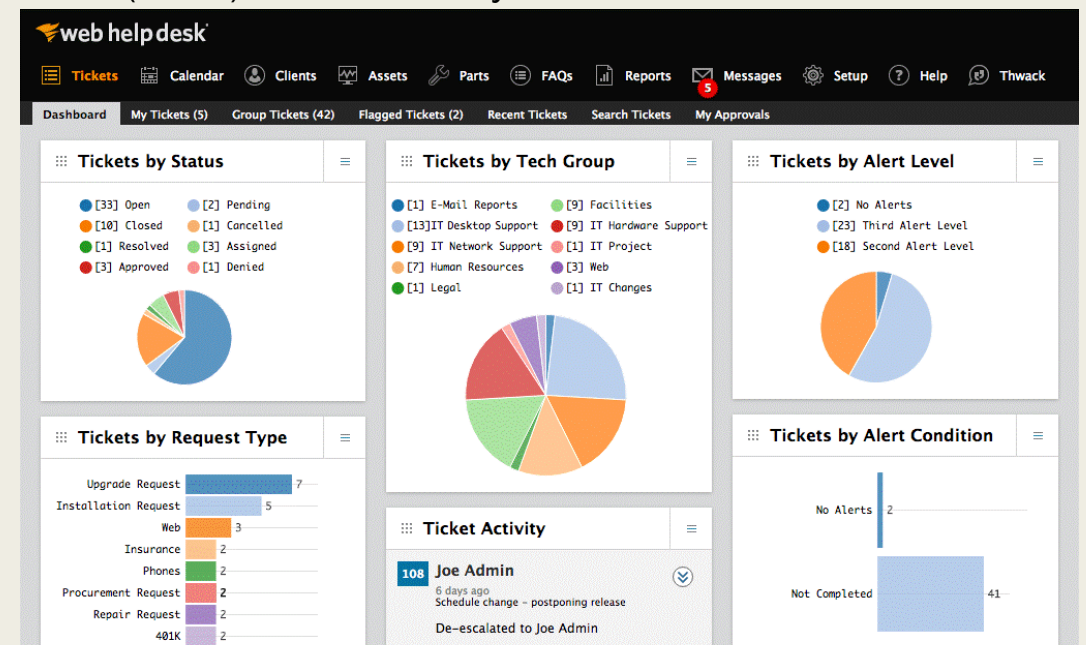 web help desk
Tickets Calendar Clients Assets Parts FAQs Reports Messages Setup Help Thwack
5
Dashboard My Tickets (5) Group Tickets (42) Flagged Tickets (2) Recent Tickets Search Tickets My Approvals
Tickets by Status
[33] Open [2] Pending
[10] Closed [1] Cancelled
[1] Resolved [3] Assigned
[3] Approved [1] Denied
Tickets by Tech Group
[1] E-Mail Reports [9] Facilities
[13]IT Desktop Support [9] IT Hardware Support
[9] IT Network Support [1] IT Project
[7] Human Resources [3] Web
[1] Legal [1] IT Changes
Tickets by Alert Level
[2] No Alerts
[23] Third Alert Level
[18] Second Alert Level
Tickets by Request Type
Upgrade Request 7
Installation Request 5
Web 3
Insurance 2
Phones 2
Procurement Request 2
Repair Request 2
401K 2
Ticket Activity
108 Joe Admin
6 days ago
Schedule change - postponing release
De-escalated to Joe Admin
Tickets by Alert Condition
No Alerts 2
Not Completed 41